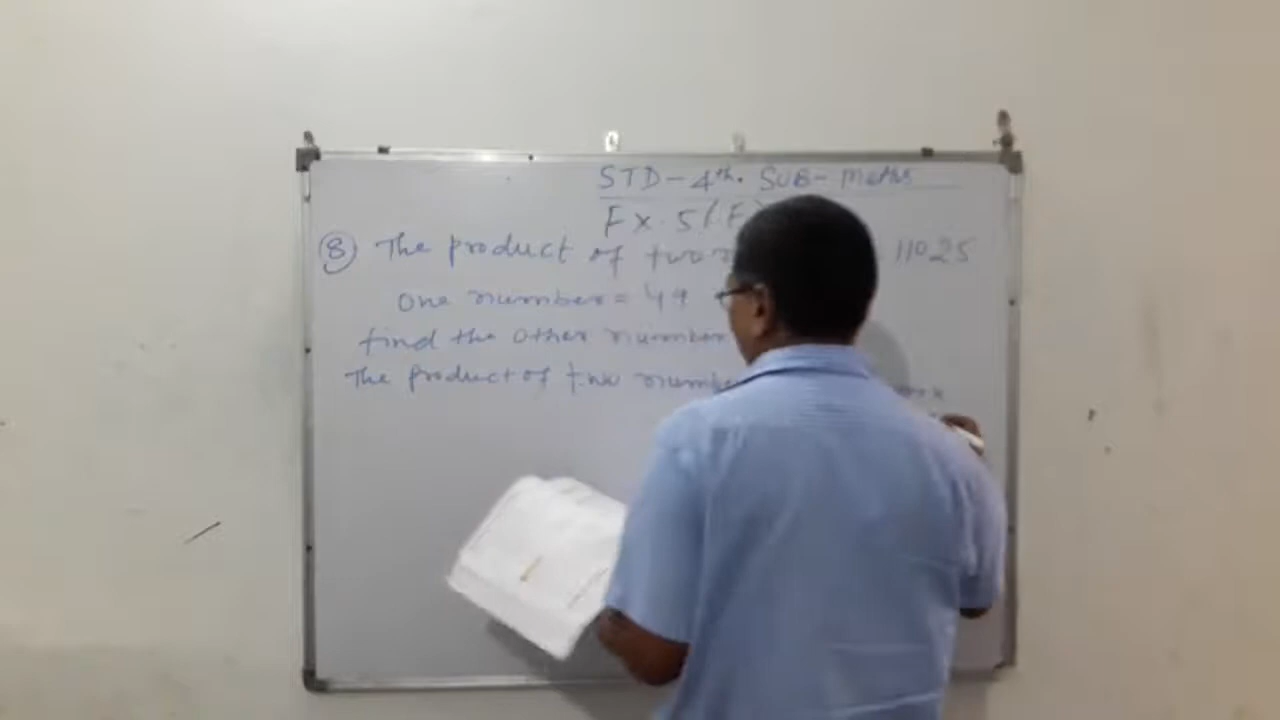 STD-4th. SUB- Maths
Ex. 5(F)
⑧ The product of two 11025
one number = 49
find the other number
The product of two number